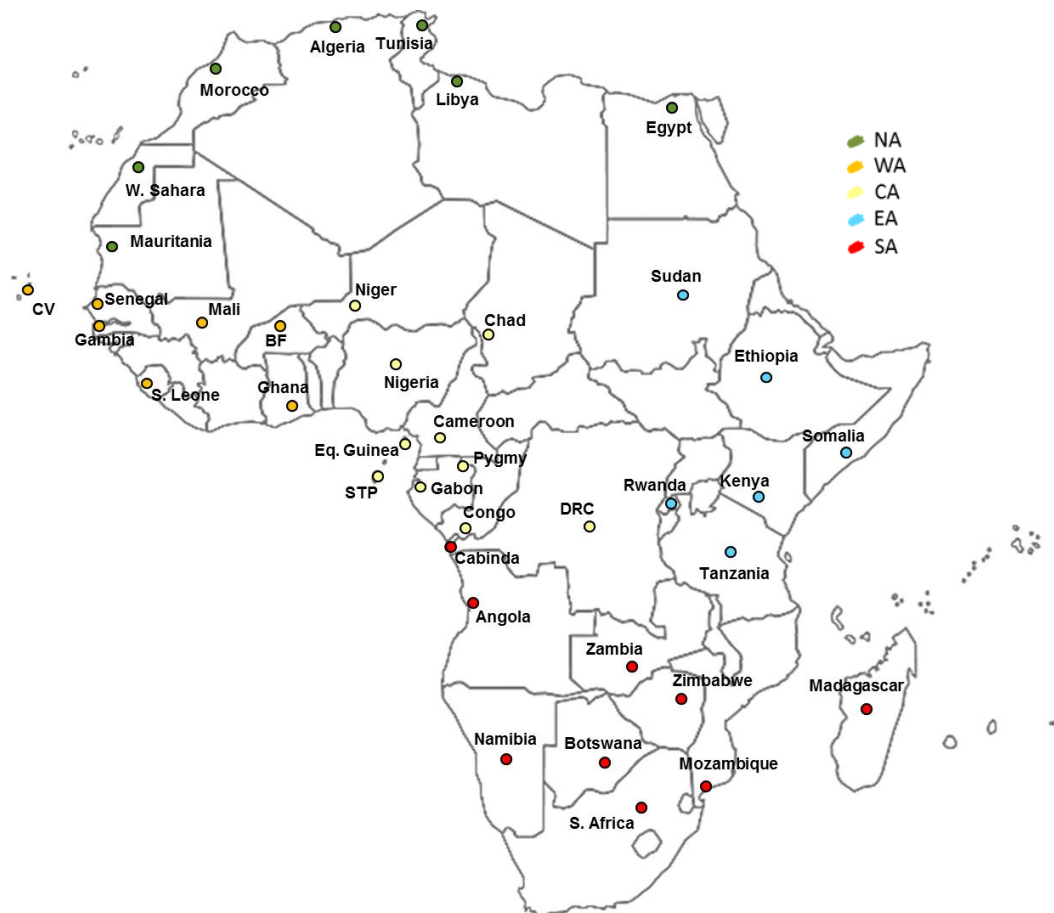 Algeria
Tunisia
Morocco
Libya
Egypt
NA
WA
CA
EA
SA
W. Sahara
Mauritania
Sudan
Niger
Senegal
Mali
CV
Chad
Gambia
BF
Ethiopia
Nigeria
Ghana
S. Leone
Cameroon
Somalia
Eq. Guinea
Pygmy
Kenya
Rwanda
Gabon
STP
Congo
DRC
Cabinda
Tanzania
Angola
Zambia
Zimbabwe
Madagascar
Namibia
Botswana
Mozambique
S. Africa